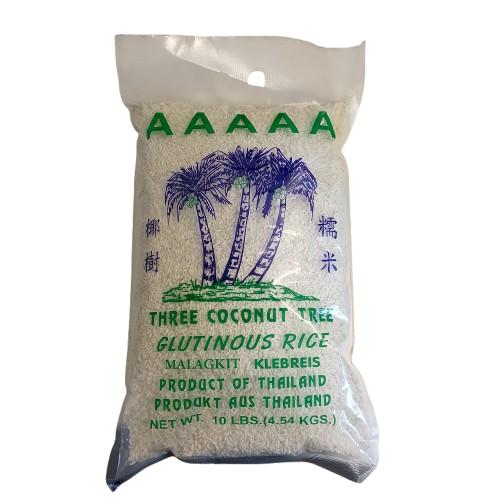 AAAAA
椰樹
糯米
THREE COCONUT TREE
GLUTINOUS RICE
MALAGKIT KLEBREIS
PRODUCT OF THAILAND
PRODUKT AUS THAILAND
NET WT. 10 LBS.(4.54 KGS.)